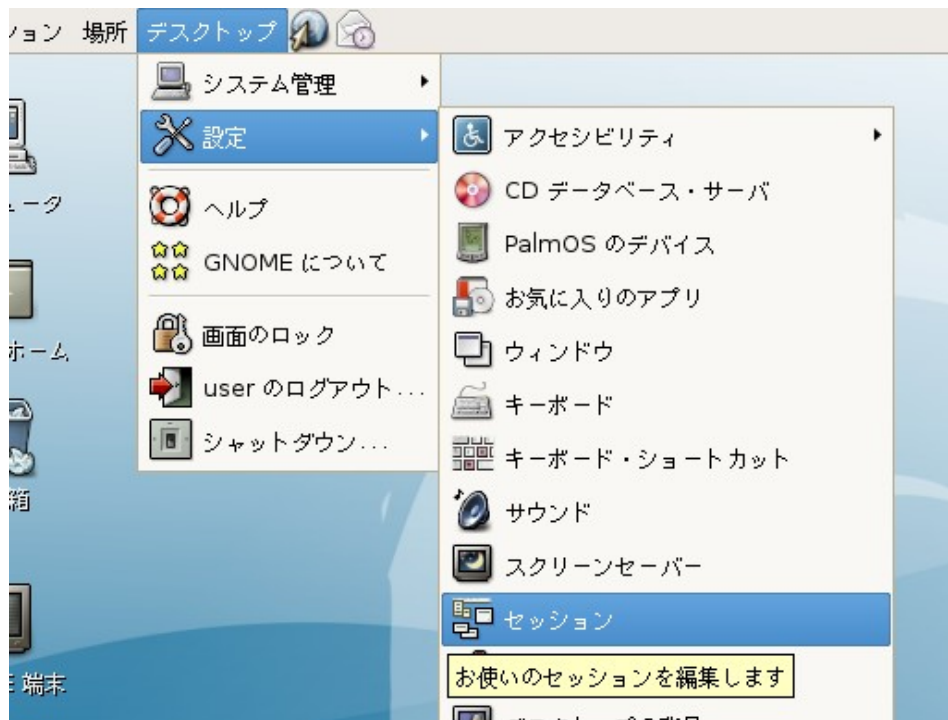 ション 場所 デスクトップ
システム管理
設定
ヘルプ
GNOME について
画面のロック
user のログアウト...
シャットダウン...
アクセシビリティ
CD データベース・サーバ
PalmOS のデバイス
お気に入りのアプリ
ウィンドウ
キーボード
キーボード・ショートカット
サウンド
スクリーンセーバー
セッション
お使いのセッションを編集します
ータ
ホーム
箱
端末